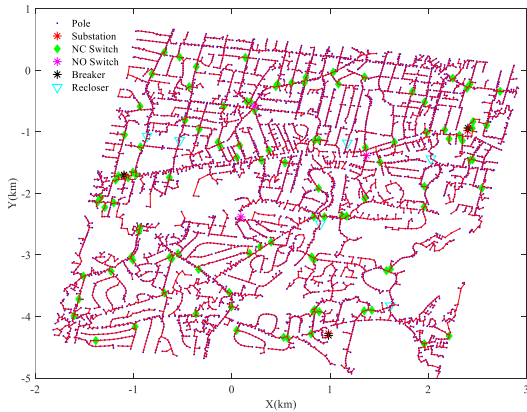 1
0
-1
-2
-3
-4
-5
-2
-1
0
1
2
3
Y(km)
X(km)
Pole
Substation
NC Switch
NO Switch
Breaker
Recloser